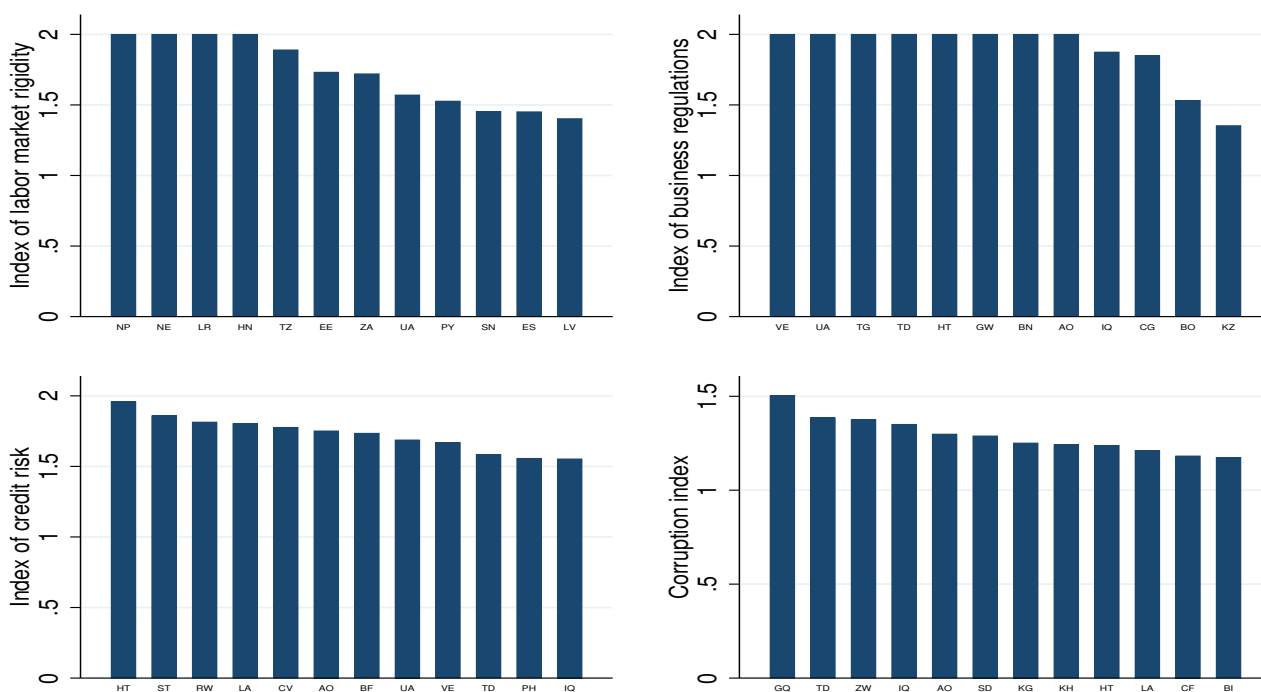 Index of labor market rigidity
2
1.5
1
.5
0
NP NE LR HN TZ EE ZA UA PY SN ES LV
Index of business regulations
2
1.5
1
.5
0
VE UA TG TD HT GW BN AO IQ CG BO KZ
Index of credit risk
2
1.5
1
.5
0
HT ST RW LA CV AO BF UA VE TD PH IQ
Corruption index
1.5
1
.5
0
GQ TD ZW IQ AO SD KG KH HT LA CF BI